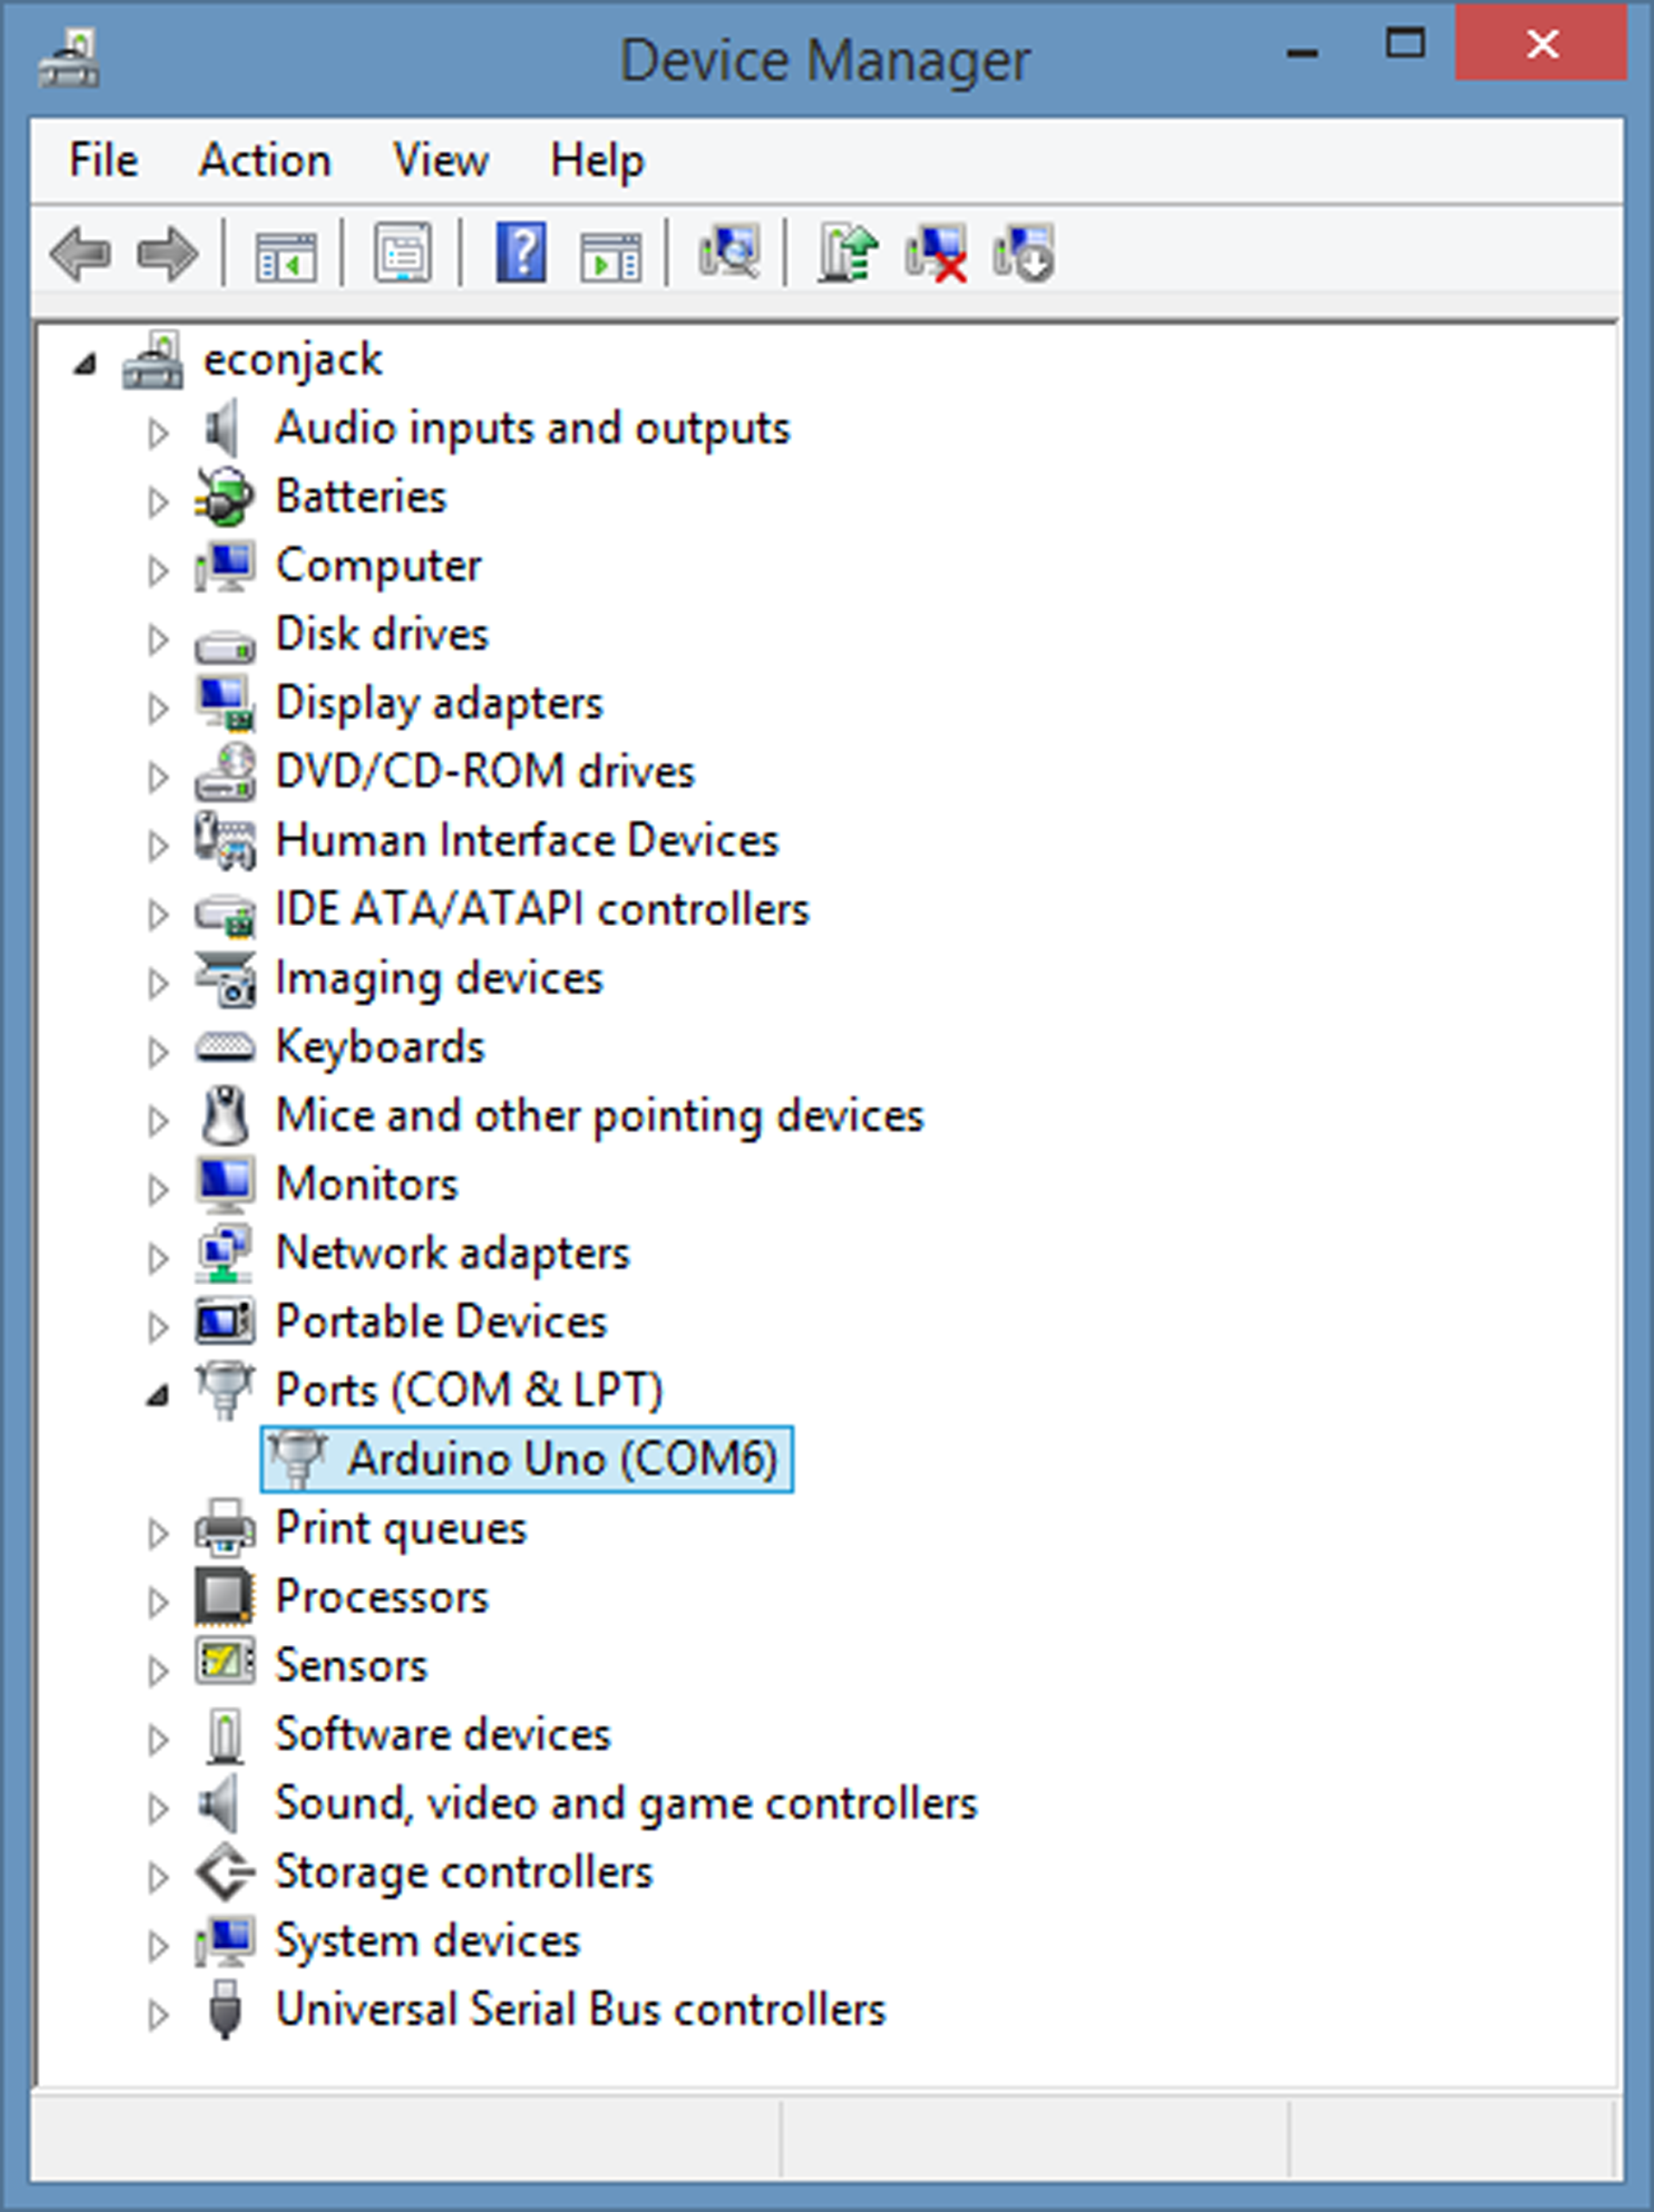 Device Manager
File Action View Help
econjack
Audio inputs and outputs
Batteries
Computer
Disk drives
Display adapters
DVD/CD-ROM drives
Human Interface Devices
IDE ATA/ATAPI controllers
Imaging devices
Keyboards
Mice and other pointing devices
Monitors
Network adapters
Portable Devices
Ports (COM & LPT)
Arduino Uno (COM6)
Print queues
Processors
Sensors
Software devices
Sound, video and game controllers
Storage controllers
System devices
Universal Serial Bus controllers